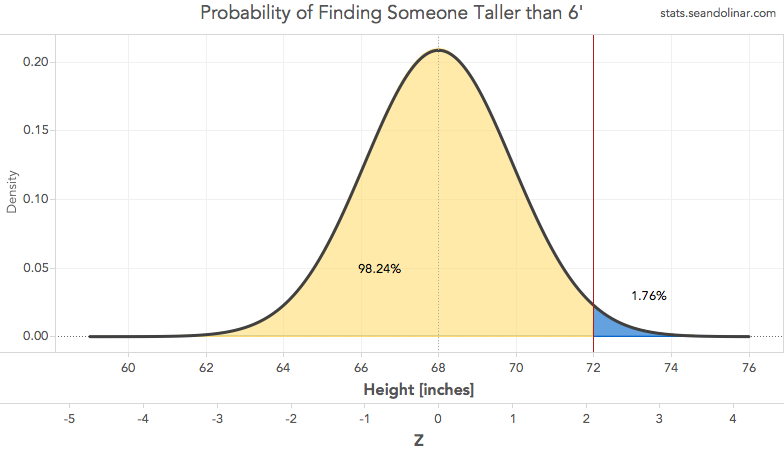 Probability of Finding Someone Taller than 6'
stats.seandolinar.com
0.20
0.15
0.10
0.05
0.00
Density
98.24%
1.76%
60 62 64 66 68 70 72 74 76
Height [inches]
-5 -4 -3 -2 -1 0 1 2 3 4
Z